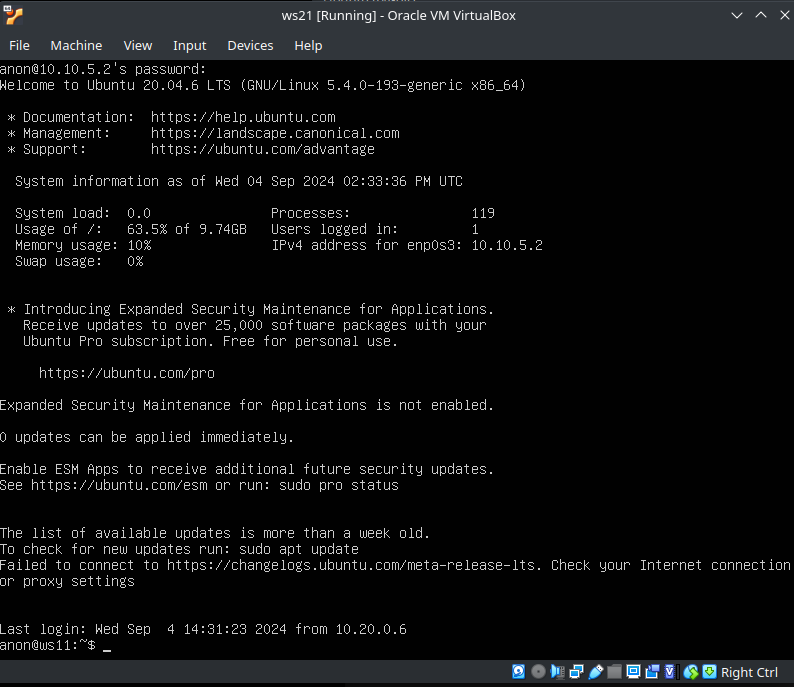 ws21 [Running] - Oracle VM VirtualBox
File Machine View Input Devices Help
anon@10.10.5.2's password:
Welcome to Ubuntu 20.04.6 LTS (GNU/Linux 5.4.0-193-generic x86_64)
* Documentation: https://help.ubuntu.com
* Management: https://landscape.canonical.com
* Support: https://ubuntu.com/advantage
System information as of Wed 04 Sep 2024 02:33:36 PM UTC
System load: 0.0 Processes: 119
Usage of /: 63.5% of 9.74GB Users logged in: 1
Memory usage: 10% IPv4 address for enp0s3: 10.10.5.2
Swap usage: 0%
* Introducing Expanded Security Maintenance for Applications.
Receive updates to over 25,000 software packages with your
Ubuntu Pro subscription. Free for personal use.
https://ubuntu.com/pro
Expanded Security Maintenance for Applications is not enabled.
0 updates can be applied immediately.
Enable ESM Apps to receive additional future security updates.
See https://ubuntu.com/esm or run: sudo pro status
The list of available updates is more than a week old.
To check for new updates run: sudo apt update
Failed to connect to https://changelogs.ubuntu.com/meta-release-lts. Check your Internet connection
or proxy settings
Last login: Wed Sep  4 14:31:23 2024 from 10.20.0.6
anon@ws11:~$ _
Right Ctrl